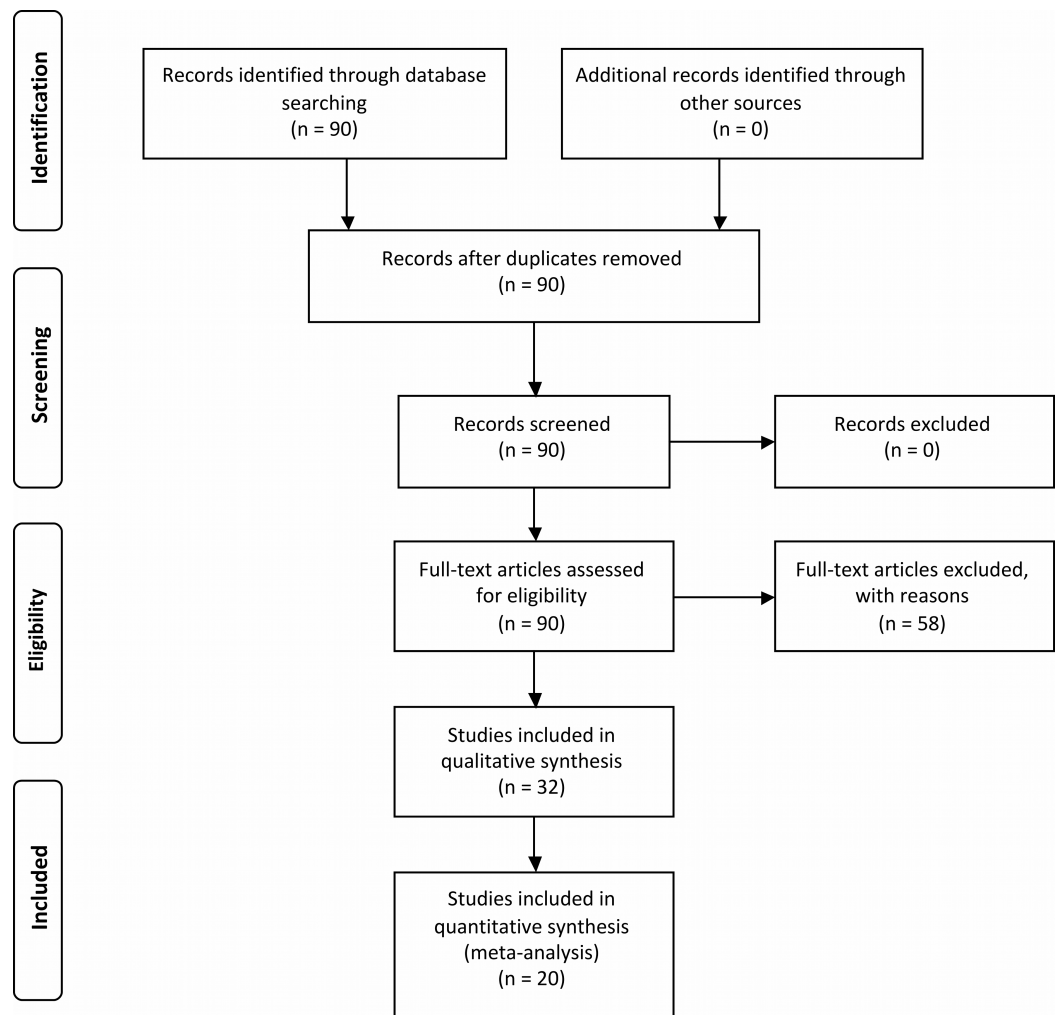 Identification
Records identified through database
searching
(n = 90)
Additional records identified through
other sources
(n = 0)
Records after duplicates removed
(n = 90)
Screening
Records screened
(n = 90)
Records excluded
(n = 0)
Eligibility
Full-text articles assessed
for eligibility
(n = 90)
Full-text articles excluded,
with reasons
(n = 58)
Studies included in
qualitative synthesis
(n = 32)
Included
Studies included in
quantitative synthesis
(meta-analysis)
(n = 20)